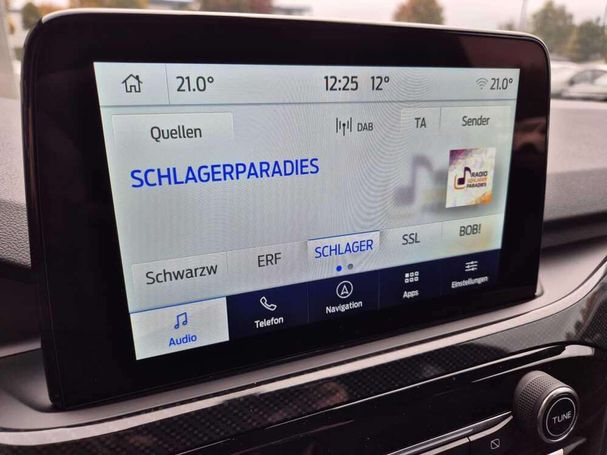 21.0° 12:25 12° 21.0°
Quellen DAB TA Sender
SCHLAGERPARADIES
RADIO
SCHLAGER
PARADIES
Schwarzw ERF SCHLAGER SSL BOB!
Audio Telefon Navigation Apps Einstellungen
TUNE